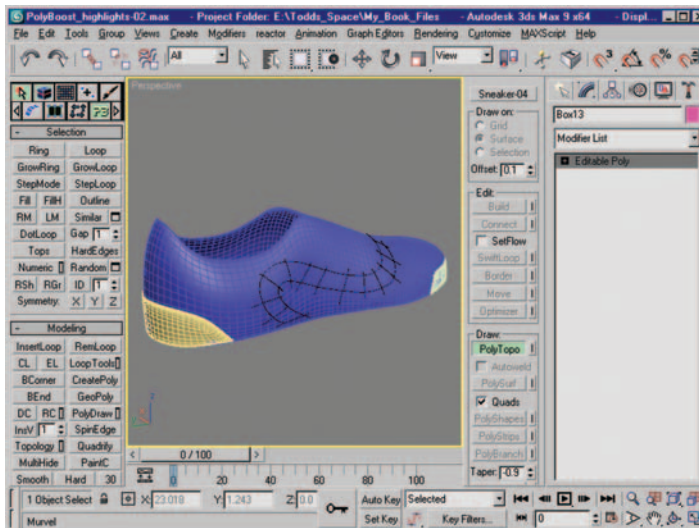 PolyBoost_highlights-02.max - Project Folder: E:\Todds_Space\My_Book_Files - Autodesk 3ds Max 9 x64 - Displ...
File Edit Tools Group Views Create Modifiers reactor Animation Graph Editors Rendering Customize MAXScript Help
All View
Perspective
Selection
Ring Loop
GrowRing GrowLoop
StepMode StepLoop
Fill FillH Outline
RM LM Similar
DotLoop Gap 1
Tops HardEdges
Numeric Random
RSh RGr ID 1
Symmetry: X Y Z
Modeling
InsertLoop RemLoop
CL EL LoopTools
BCorner CreatePoly
BEnd GeoPoly
DC RC PolyDraw
InsV 1 SpinEdge
Topology Quadrify
MultiHide PaintC
Smooth Hard 30
Sneaker-04
Draw on:
Grid
Surface
Selection
Offset: 0.1
Edit:
Build
Connect
SetFlow
SwiftLoop
Border
Move
Optimizer
Draw:
PolyTopo
Autoweld
PolySurf
Quads
PolyShapes
PolyStrips
PolyBranch
Taper: -0.9
Box13
Modifier List
Editable Poly
0 / 100
0 20 40 60 80 100
1 Object Select X: 23.018 Y: 1.243 Z: 0.0 Auto Key Selected
Murvel Set Key Key Filters... 0